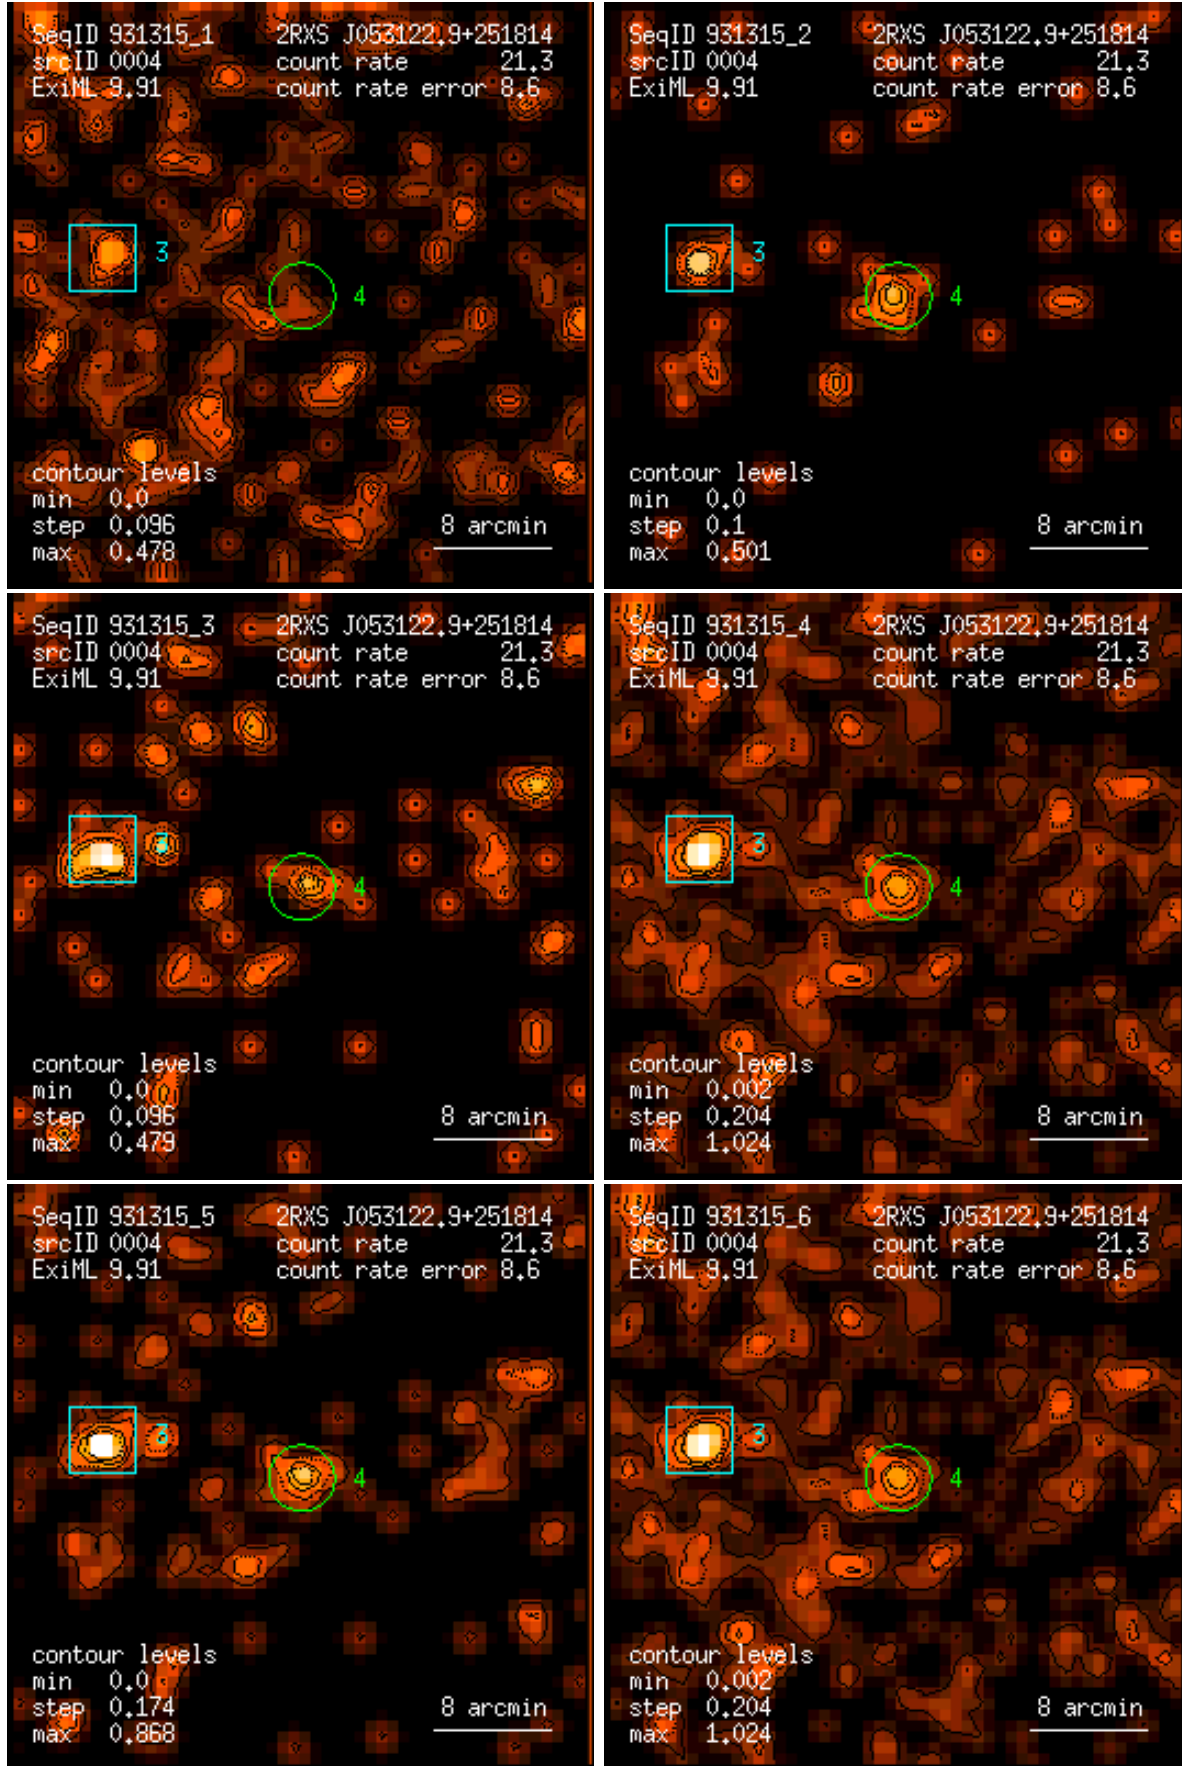 SeqID 931315_1 2RXS J053122.9+251814
srcID 0004 count rate 21.3
ExiML 9.91 count rate error 8.6
3
4
contour levels
min 0.0
step 0.096
max 0.478
8 arcmin
SeqID 931315_2 2RXS J053122.9+251814
srcID 0004 count rate 21.3
ExiML 9.91 count rate error 8.6
3
4
contour levels
min 0.0
step 0.1
max 0.501
8 arcmin
SeqID 931315_3 2RXS J053122.9+251814
srcID 0004 count rate 21.3
ExiML 9.91 count rate error 8.6
3
4
contour levels
min 0.0
step 0.096
max 0.479
8 arcmin
SeqID 931315_4 2RXS J053122.9+251814
srcID 0004 count rate 21.3
ExiML 9.91 count rate error 8.6
3
4
contour levels
min 0.002
step 0.204
max 1.024
8 arcmin
SeqID 931315_5 2RXS J053122.9+251814
srcID 0004 count rate 21.3
ExiML 9.91 count rate error 8.6
3
4
contour levels
min 0.0
step 0.174
max 0.868
8 arcmin
SeqID 931315_6 2RXS J053122.9+251814
srcID 0004 count rate 21.3
ExiML 9.91 count rate error 8.6
3
4
contour levels
min 0.002
step 0.204
max 1.024
8 arcmin